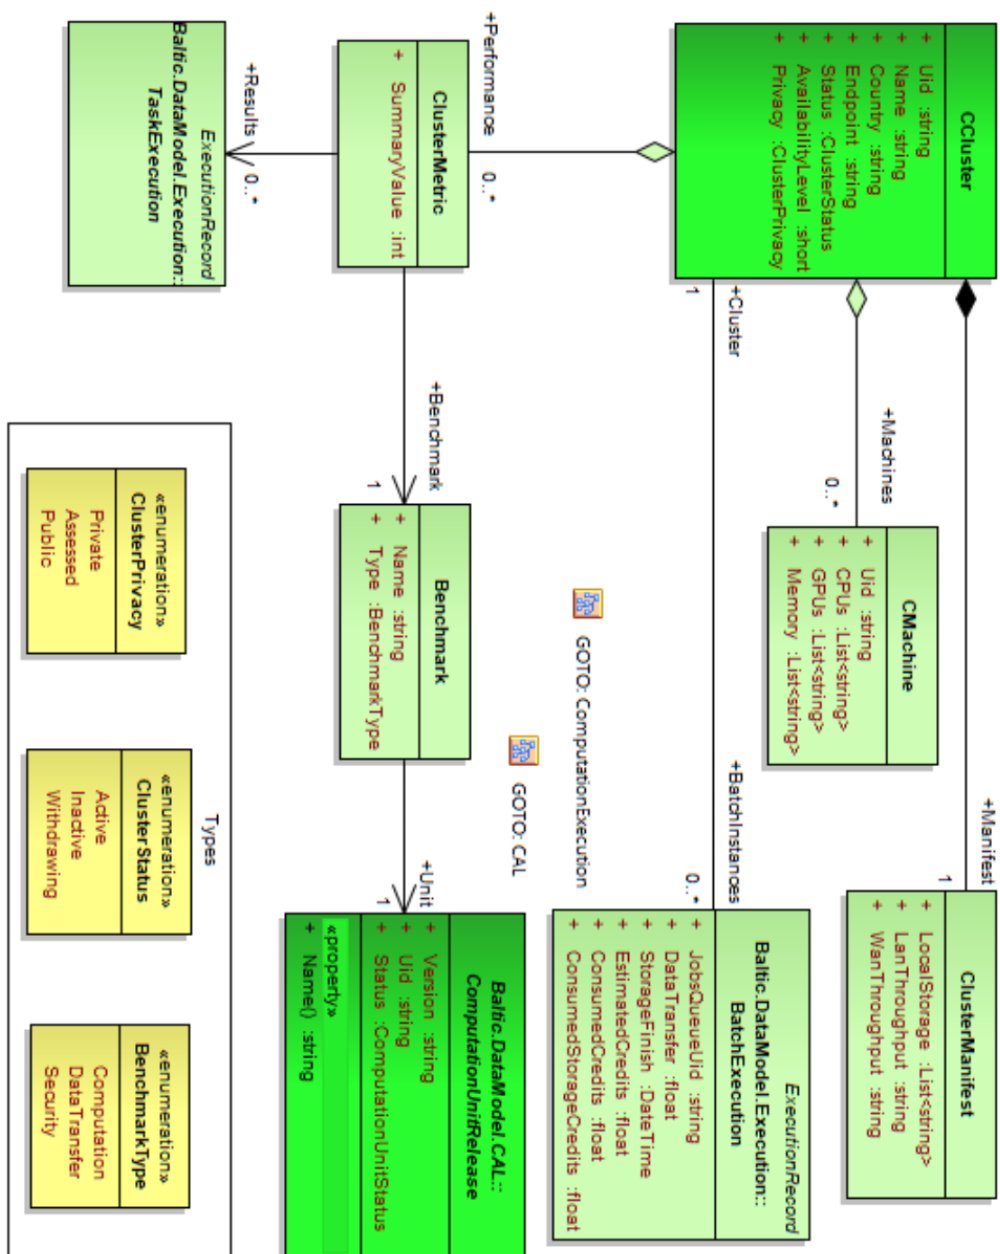 CCluster
+ Uid :string
+ Name :string
+ Country :string
+ Endpoint :string
+ Status :ClusterStatus
+ AvailabilityLevel :short
+ Privacy :ClusterPrivacy
+Manifest
1
ClusterManifest
+ LocalStorage :List<string>
+ LanThroughput :string
+ WanThroughput :string
+Machines
0..*
CMachine
+ Uid :string
+ CPUs :List<string>
+ GPUs :List<string>
+ Memory :List<string>
+Cluster
1
+BatchInstances
0..*
ExecutionRecord
Baltic.DataModel.Execution::
BatchExecution
+ JobsQueueUid :string
+ DataTransfer :float
+ StorageFinish :DateTime
+ EstimatedCredits :float
+ ConsumedCredits :float
+ ConsumedStorageCredits :float
GOTO: ComputationExecution
GOTO: CAL
+Performance
0..*
ClusterMetric
+ SummaryValue :int
+Benchmark
1
Benchmark
+ Name :string
+ Type :BenchmarkType
+Unit
1
Baltic.DataModel.CAL::
ComputationUnitRelease
+ Version :string
+ Uid :string
+ Status :ComputationUnitStatus
«property»
+ Name() :string
+Results
0..*
ExecutionRecord
Baltic.DataModel.Execution::
TaskExecution
Types
«enumeration»
ClusterPrivacy
Private
Assessed
Public
«enumeration»
ClusterStatus
Active
Inactive
Withdrawing
«enumeration»
BenchmarkType
Computation
DataTransfer
Security